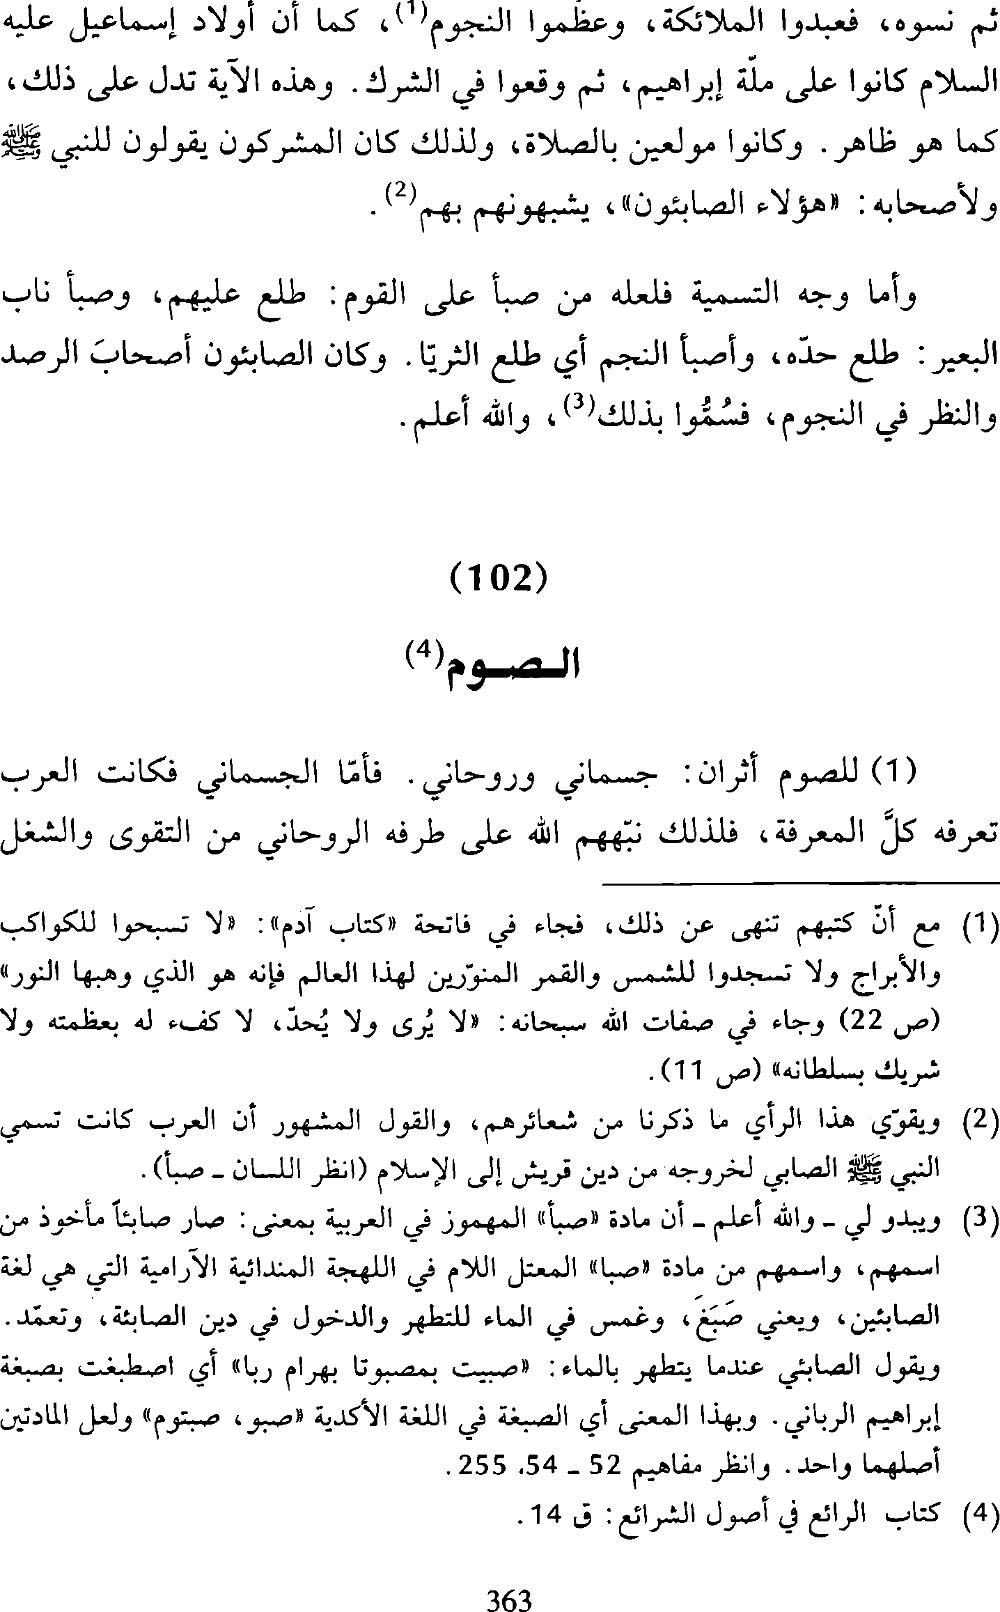 ثم نسوه، فعبدوا الملائكة، وعظّموا النجوم(1)، كما أن أولاد إسماعيل عليه
السلام كانوا على ملّة إبراهيم، ثم وقعوا في الشرك. وهذه الآية تدل على ذلك،
كما هو ظاهر. وكانوا مولعين بالصلاة، ولذلك كان المشركون يقولون للنبي ﷺ
ولأصحابه: «هؤلاء الصابئون»، يشبهونهم بهم(2).
وأما وجه التسمية فلعله من صبأ على القوم: طلع عليهم، وصبأ ناب
البعير: طلع حدّه، وأصبأ النجم أي طلع الثريّا. وكان الصابئون أصحابَ الرصد
والنظر في النجوم، فسُمُّوا بذلك(3)، والله أعلم.
(102)
الـصـوم(4)
(1) للصوم أثران: جسماني وروحاني. فأمّا الجسماني فكانت العرب
تعرفه كلَّ المعرفة، فلذلك نبّههم الله على طرفه الروحاني من التقوى والشغل
(1) مع أنّ كتبهم تنهى عن ذلك، فجاء في فاتحة «كتاب آدم»: «لا تسبحوا للكواكب
والأبراج ولا تسجدوا للشمس والقمر المنوّرين لهذا العالم فإنه هو الذي وهبها النور»
(ص 22) وجاء في صفات الله سبحانه: «لا يُرى ولا يُحدّ، لا كفء له بعظمته ولا
شريك بسلطانه» (ص 11).
(2) ويقوّي هذا الرأي ما ذكرنا من شعائرهم، والقول المشهور أن العرب كانت تسمي
النبي ﷺ الصابي لخروجه من دين قريش إلى الإسلام (انظر اللسان ـ صبأ).
(3) ويبدو لي ـ والله أعلم ـ أن مادة «صبأ» المهموز في العربية بمعنى: صار صابئاً مأخوذ من
اسمهم، واسمهم من مادة «صبا» المعتل اللام في اللهجة المندائية الآرامية التي هي لغة
الصابئين، ويعني صَبَغَ، وغمس في الماء للتطهر والدخول في دين الصابئة، وتعمّد.
ويقول الصابئي عندما يتطهر بالماء: «صبيت بمصبوتا بهرام ربا» أي اصطبغت بصبغة
إبراهيم الرباني. وبهذا المعنى أي الصبغة في اللغة الأكدية «صبو، صبتوم» ولعل المادتين
أصلهما واحد. وانظر مفاهيم 52 ـ 54، 255.
(4) كتاب الرائع في أصول الشرائع: ق 14.
363